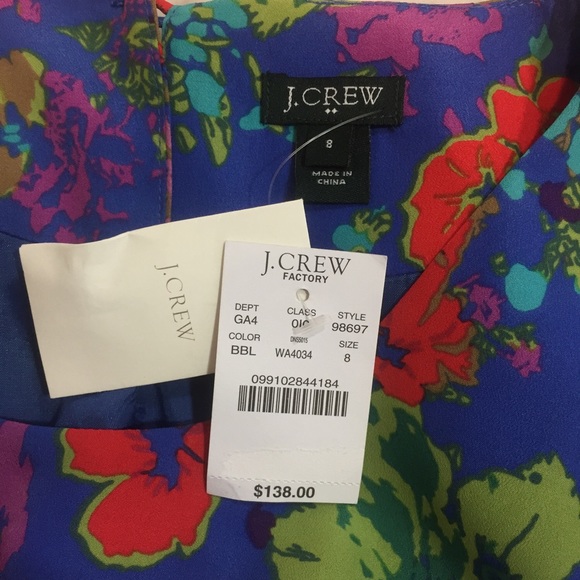 J.CREW
8
MADE IN
CHINA
J.CREW
J.CREW
FACTORY
DEPT CLASS STYLE
GA4 98697
COLOR SIZE
BBL WA4034 8
099102844184
$138.00